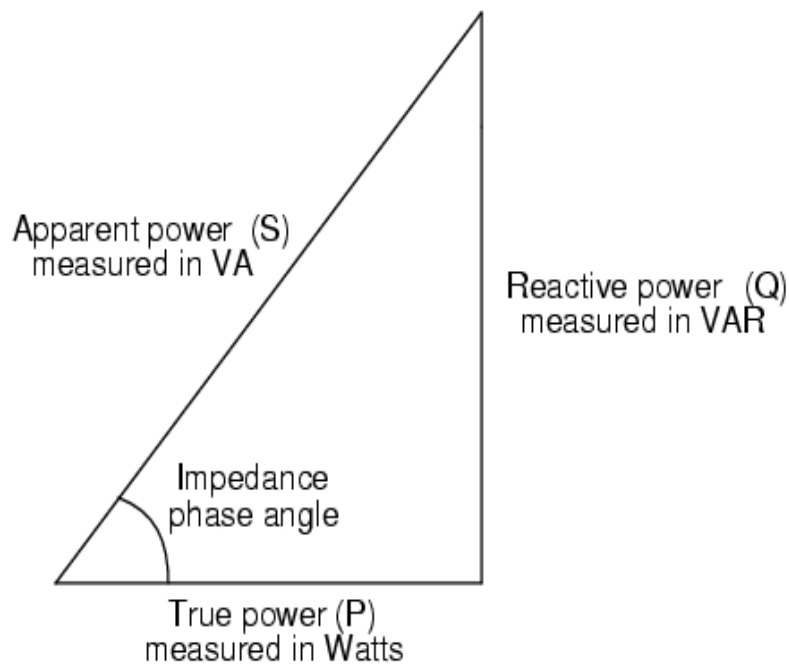 Apparent power (S)
measured in VA
Reactive power (Q)
measured in VAR
Impedance
phase angle
True power (P)
measured in Watts